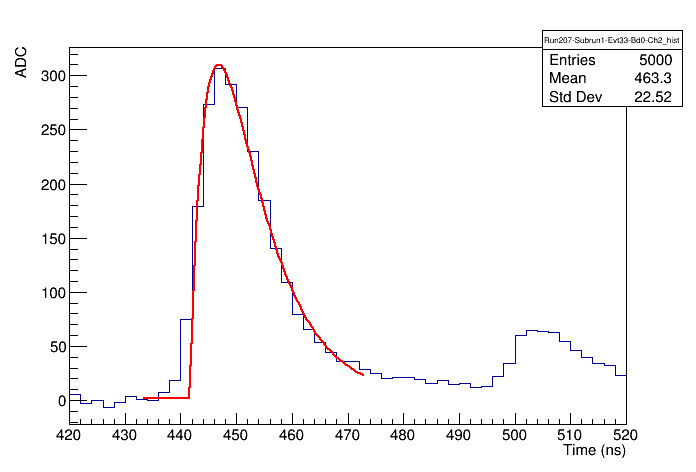 Run207-Subrun1-Evt33-Bd0-Ch2_hist
Entries 5000
Mean 463.3
Std Dev 22.52
ADC
300
250
200
150
100
50
0
420 430 440 450 460 470 480 490 500 510 520
Time (ns)